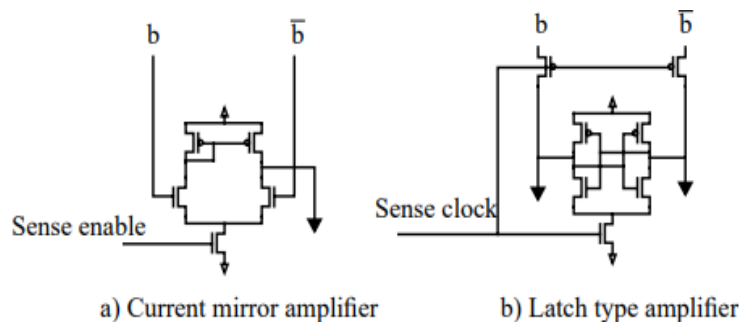 b b̅ b b̅
Sense enable Sense clock
a) Current mirror amplifier b) Latch type amplifier